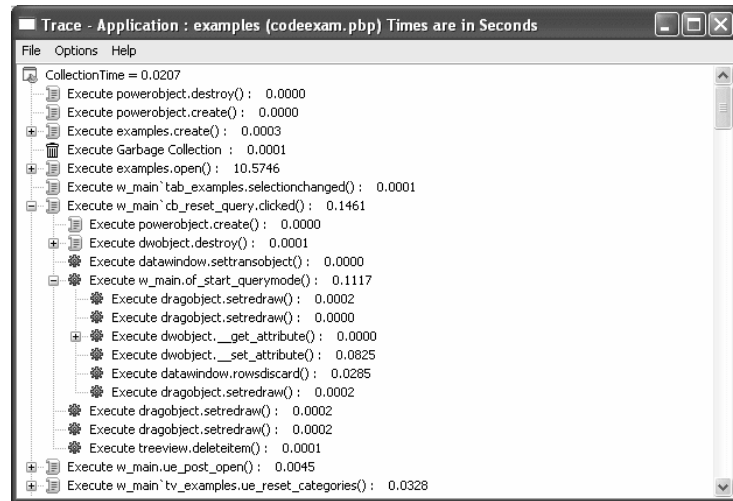 Trace - Application : examples (codeexam.pbp) Times are in Seconds
File Options Help
CollectionTime = 0.0207
Execute powerobject.destroy() : 0.0000
Execute powerobject.create() : 0.0000
Execute examples.create() : 0.0003
Execute Garbage Collection : 0.0001
Execute examples.open() : 10.5746
Execute w_main`tab_examples.selectionchanged() : 0.0001
Execute w_main`cb_reset_query.clicked() : 0.1461
Execute powerobject.create() : 0.0000
Execute dwobject.destroy() : 0.0001
Execute datawindow.settransobject() : 0.0000
Execute w_main.of_start_querymode() : 0.1117
Execute dragobject.setredraw() : 0.0002
Execute dragobject.setredraw() : 0.0000
Execute dwobject.__get_attribute() : 0.0000
Execute dwobject.__set_attribute() : 0.0825
Execute datawindow.rowsdiscard() : 0.0285
Execute dragobject.setredraw() : 0.0002
Execute dragobject.setredraw() : 0.0002
Execute dragobject.setredraw() : 0.0002
Execute treeview.deleteitem() : 0.0001
Execute w_main.ue_post_open() : 0.0045
Execute w_main`tv_examples.ue_reset_categories() : 0.0328